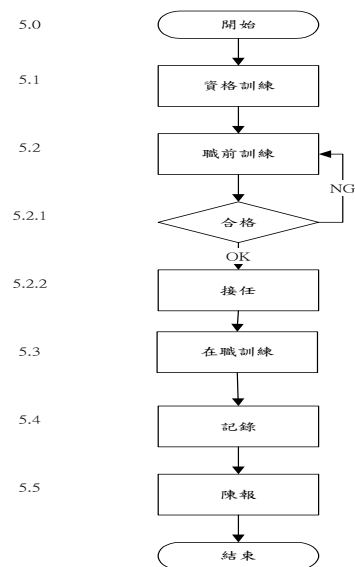 5.0 開始
5.1 資格訓練
5.2 職前訓練
NG
5.2.1 合格
OK
5.2.2 接任
5.3 在職訓練
5.4 記錄
5.5 陳報
結束